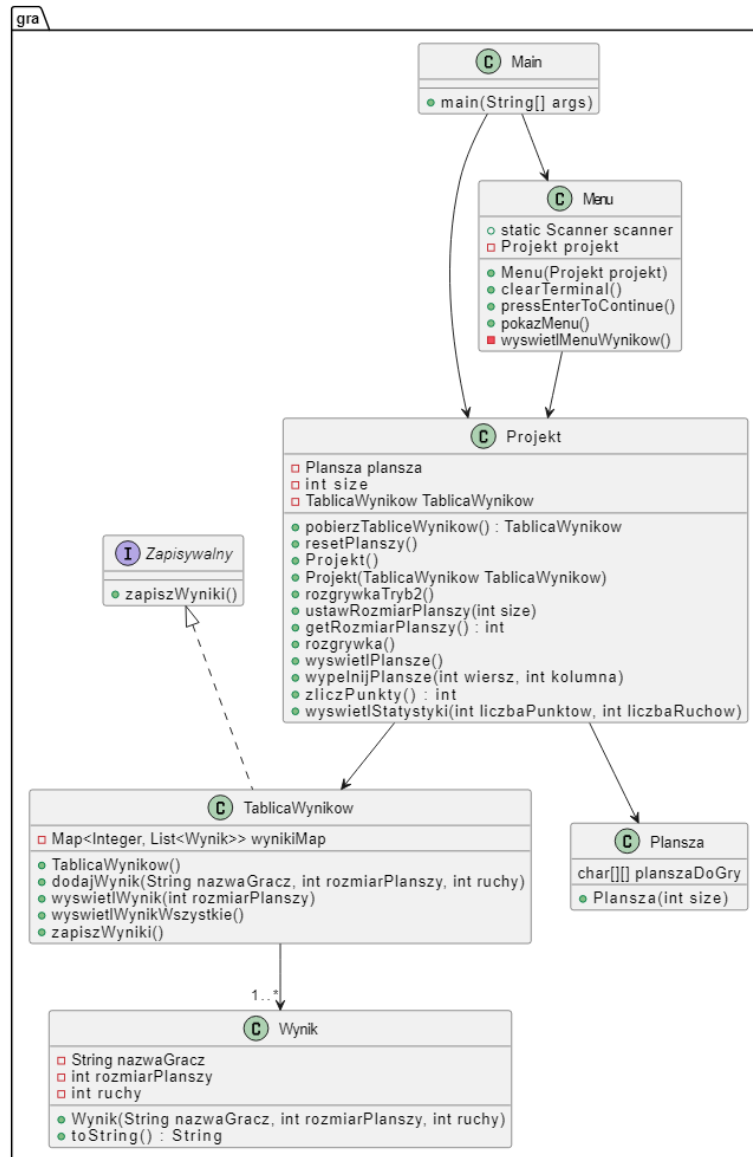 gra
C Main
main(String[] args)
C Menu
static Scanner scanner
Projekt projekt
Menu(Projekt projekt)
clearTerminal()
pressEnterToContinue()
pokazMenu()
wyswietlMenuWynikow()
C Projekt
Plansza plansza
int size
TablicaWynikow TablicaWynikow
pobierzTabliceWynikow() : TablicaWynikow
resetPlanszy()
Projekt()
Projekt(TablicaWynikow TablicaWynikow)
rozgrywkaTryb2()
ustawRozmiarPlanszy(int size)
getRozmiarPlanszy() : int
rozgrywka()
wyswietlPlansze()
wypelnijPlansze(int wiersz, int kolumna)
zliczPunkty() : int
wyswietlStatystyki(int liczbaPunktow, int liczbaRuchow)
I Zapisywalny
zapiszWyniki()
C TablicaWynikow
Map<Integer, List<Wynik>> wynikiMap
TablicaWynikow()
dodajWynik(String nazwaGracz, int rozmiarPlanszy, int ruchy)
wyswietlWynik(int rozmiarPlanszy)
wyswietlWynikWszystkie()
zapiszWyniki()
C Plansza
char[][] planszaDoGry
Plansza(int size)
1..*
C Wynik
String nazwaGracz
int rozmiarPlanszy
int ruchy
Wynik(String nazwaGracz, int rozmiarPlanszy, int ruchy)
toString() : String